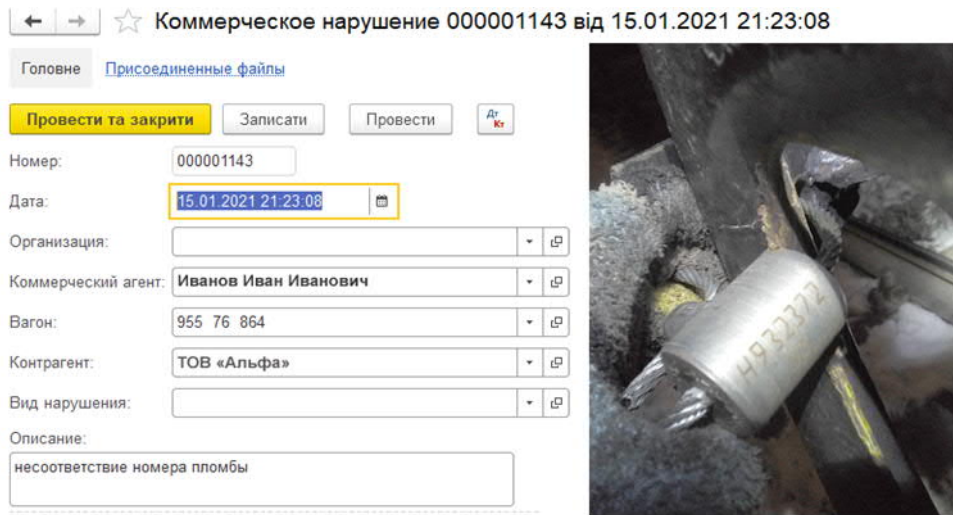 Коммерческое нарушение 000001143 від 15.01.2021 21:23:08
Головне Присоединенные файлы
Провести та закрити Записати Провести Дт Кт
Номер: 000001143
Дата: 15.01.2021 21:23:08
Организация:
Коммерческий агент: Иванов Иван Иванович
Вагон: 955 76 864
Контрагент: ТОВ «Альфа»
Вид нарушения:
Описание:
несоответствие номера пломбы
4932372